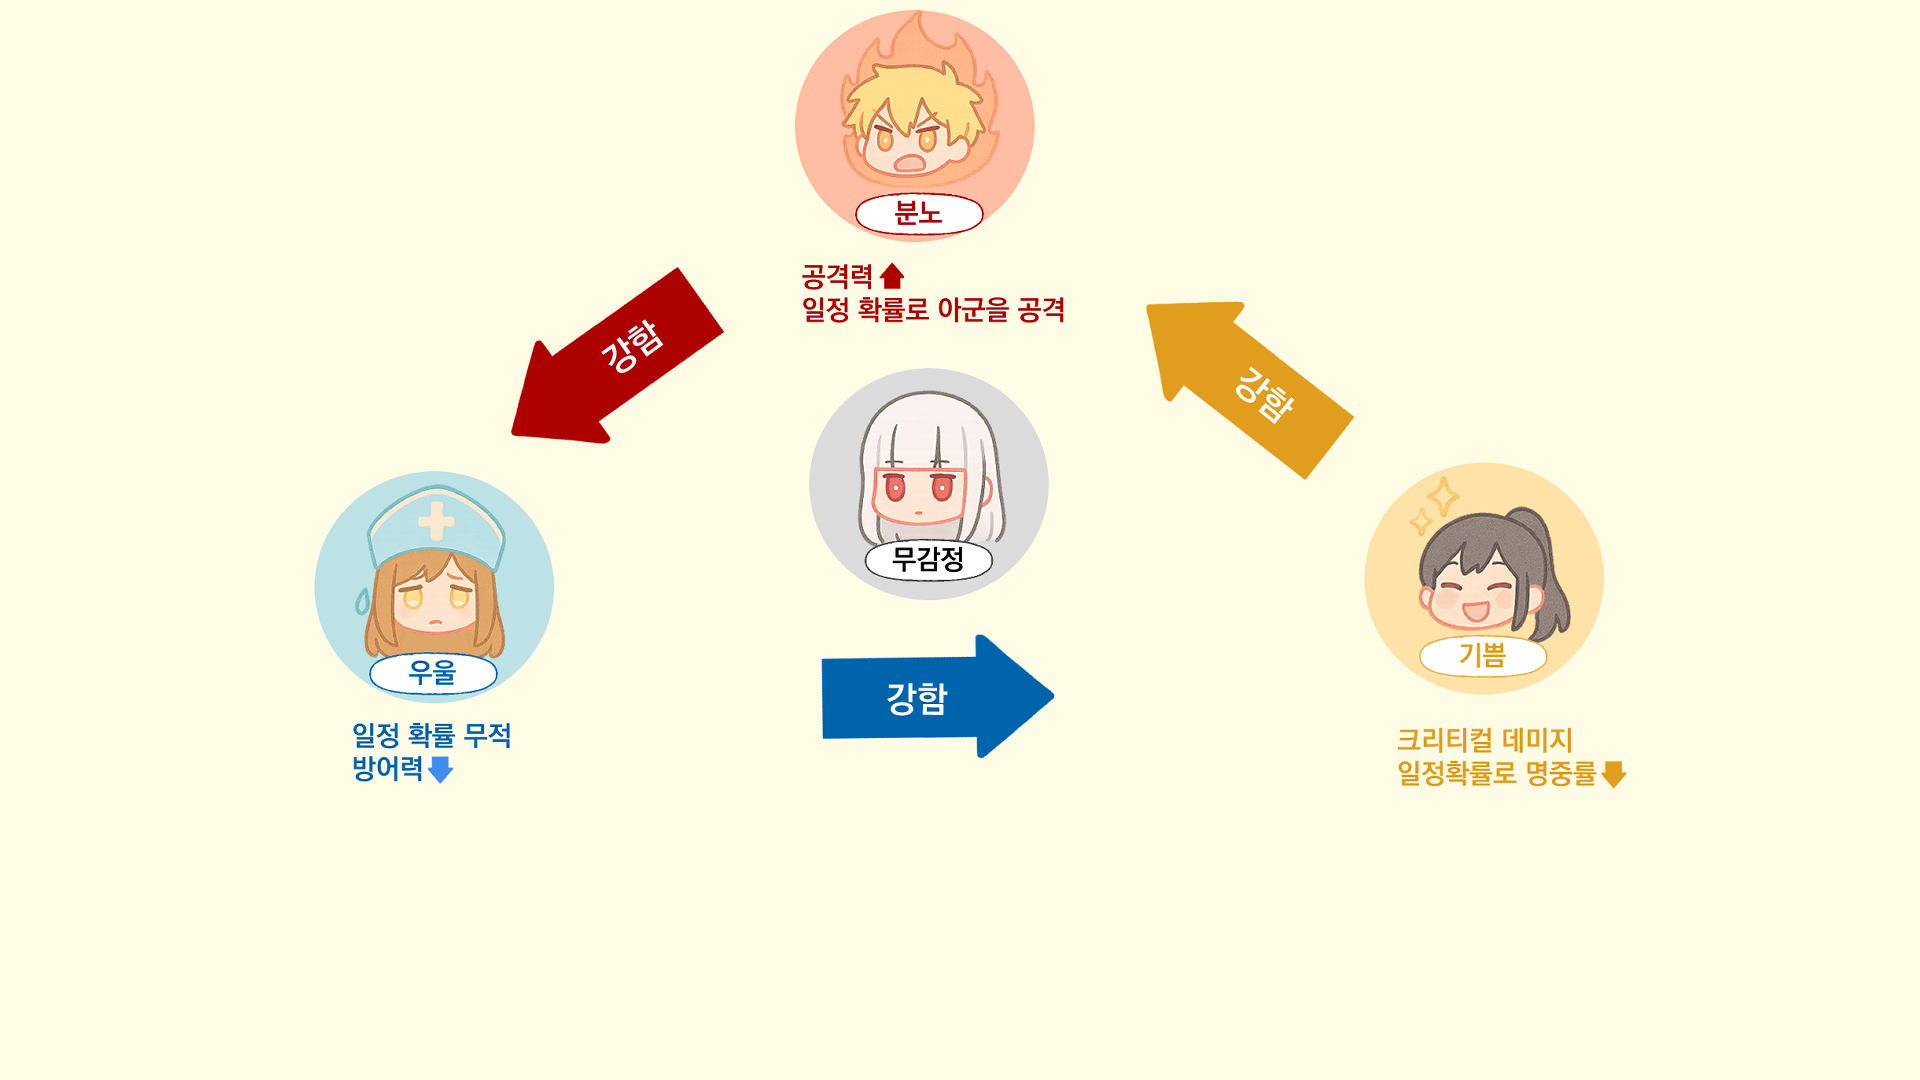 분노
공격력
일정 확률로 아군을 공격
강함
강함
무감정
우울
일정 확률 무적
방어력
강함
기쁨
크리티컬 데미지
일정확률로 명중률